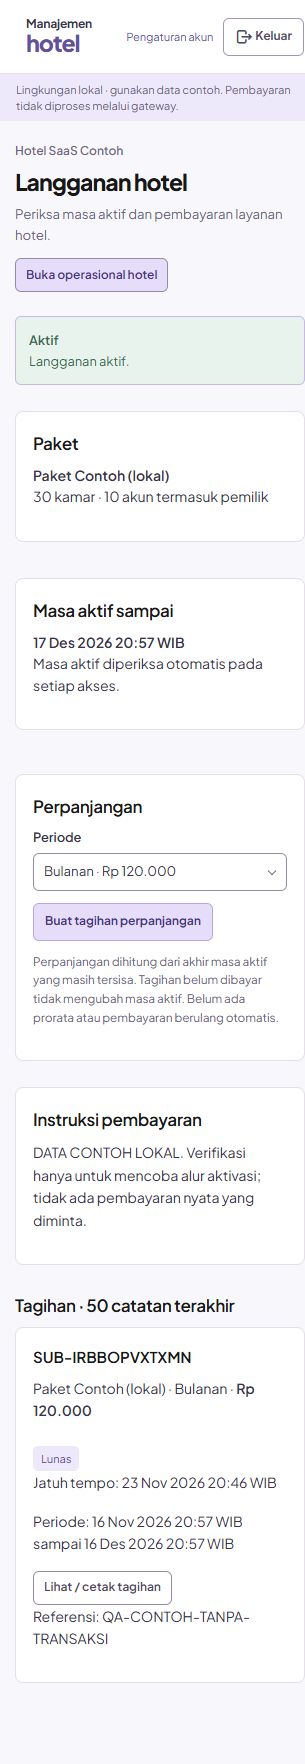 Manajemen
hotel
Pengaturan akun
Keluar
Lingkungan lokal · gunakan data contoh. Pembayaran
tidak diproses melalui gateway.
Hotel SaaS Contoh
Langganan hotel
Periksa masa aktif dan pembayaran layanan
hotel.
Buka operasional hotel
Aktif
Langganan aktif.
Paket
Paket Contoh (lokal)
30 kamar · 10 akun termasuk pemilik
Masa aktif sampai
17 Des 2026 20:57 WIB
Masa aktif diperiksa otomatis pada
setiap akses.
Perpanjangan
Periode
Bulanan · Rp 120.000
Buat tagihan perpanjangan
Perpanjangan dihitung dari akhir masa aktif
yang masih tersisa. Tagihan belum dibayar
tidak mengubah masa aktif. Belum ada
prorata atau pembayaran berulang otomatis.
Instruksi pembayaran
DATA CONTOH LOKAL. Verifikasi
hanya untuk mencoba alur aktivasi;
tidak ada pembayaran nyata yang
diminta.
Tagihan · 50 catatan terakhir
SUB-IRBBOPVXTXMN
Paket Contoh (lokal) · Bulanan · Rp
120.000
Lunas
Jatuh tempo: 23 Nov 2026 20:46 WIB
Periode: 16 Nov 2026 20:57 WIB
sampai 16 Des 2026 20:57 WIB
Lihat / cetak tagihan
Referensi: QA-CONTOH-TANPA-
TRANSAKSI